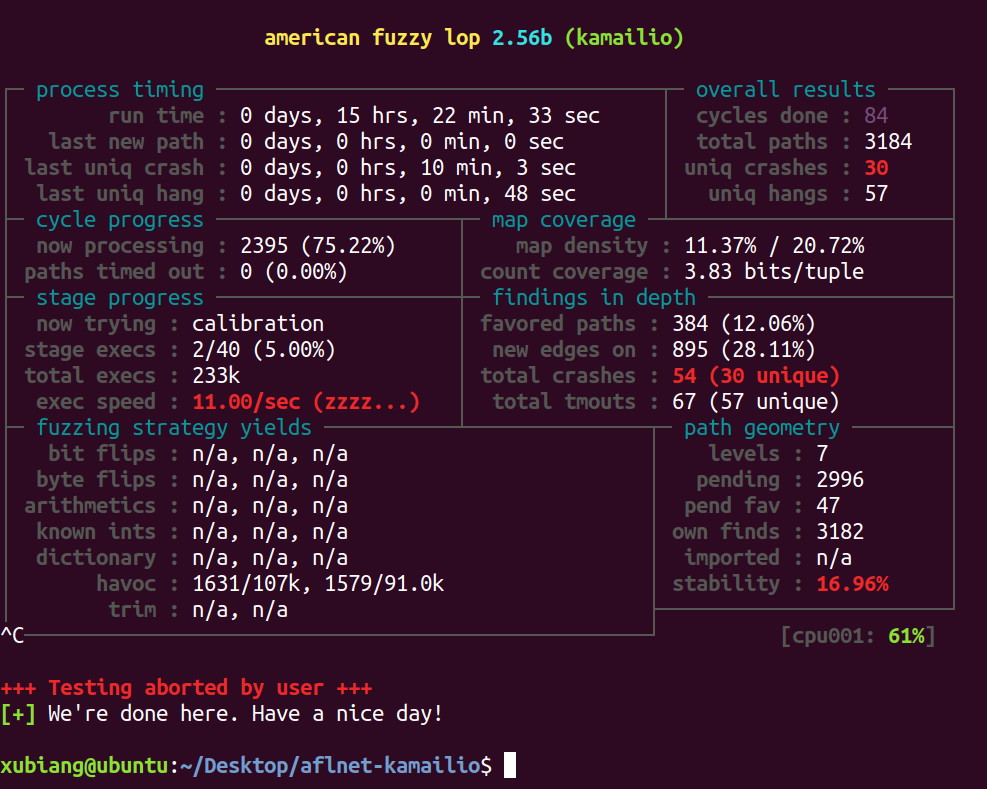 american fuzzy lop 2.56b (kamailio)
process timing
run time : 0 days, 15 hrs, 22 min, 33 sec
last new path : 0 days, 0 hrs, 0 min, 0 sec
last uniq crash : 0 days, 0 hrs, 10 min, 3 sec
last uniq hang : 0 days, 0 hrs, 0 min, 48 sec
overall results
cycles done : 84
total paths : 3184
uniq crashes : 30
uniq hangs : 57
cycle progress
now processing : 2395 (75.22%)
paths timed out : 0 (0.00%)
map coverage
map density : 11.37% / 20.72%
count coverage : 3.83 bits/tuple
stage progress
now trying : calibration
stage execs : 2/40 (5.00%)
total execs : 233k
exec speed : 11.00/sec (zzzz...)
findings in depth
favored paths : 384 (12.06%)
new edges on : 895 (28.11%)
total crashes : 54 (30 unique)
total tmouts : 67 (57 unique)
fuzzing strategy yields
bit flips : n/a, n/a, n/a
byte flips : n/a, n/a, n/a
arithmetics : n/a, n/a, n/a
known ints : n/a, n/a, n/a
dictionary : n/a, n/a, n/a
havoc : 1631/107k, 1579/91.0k
trim : n/a, n/a
path geometry
levels : 7
pending : 2996
pend fav : 47
own finds : 3182
imported : n/a
stability : 16.96%
^C
[cpu001: 61%]
+++ Testing aborted by user +++
[+] We're done here. Have a nice day!
xubiang@ubuntu:~/Desktop/aflnet-kamailio$